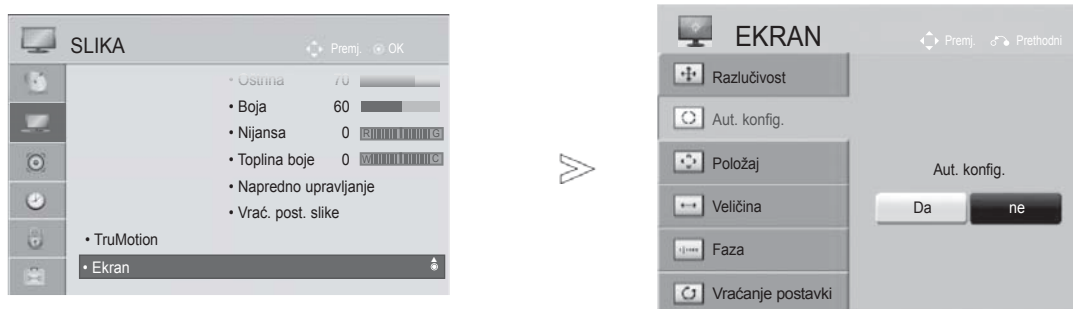 SLIKA
Premj. OK
• Oštrina 70
• Boja 60
• Nijansa 0 R G
• Toplina boje 0 W C
• Napredno upravljanje
• Vrać. post. slike
• TruMotion
• Ekran
EKRAN
Premj. Prethodni
Razlučivost
Aut. konfig.
Položaj
Veličina
Faza
Vraćanje postavki
Aut. konfig.
Da ne